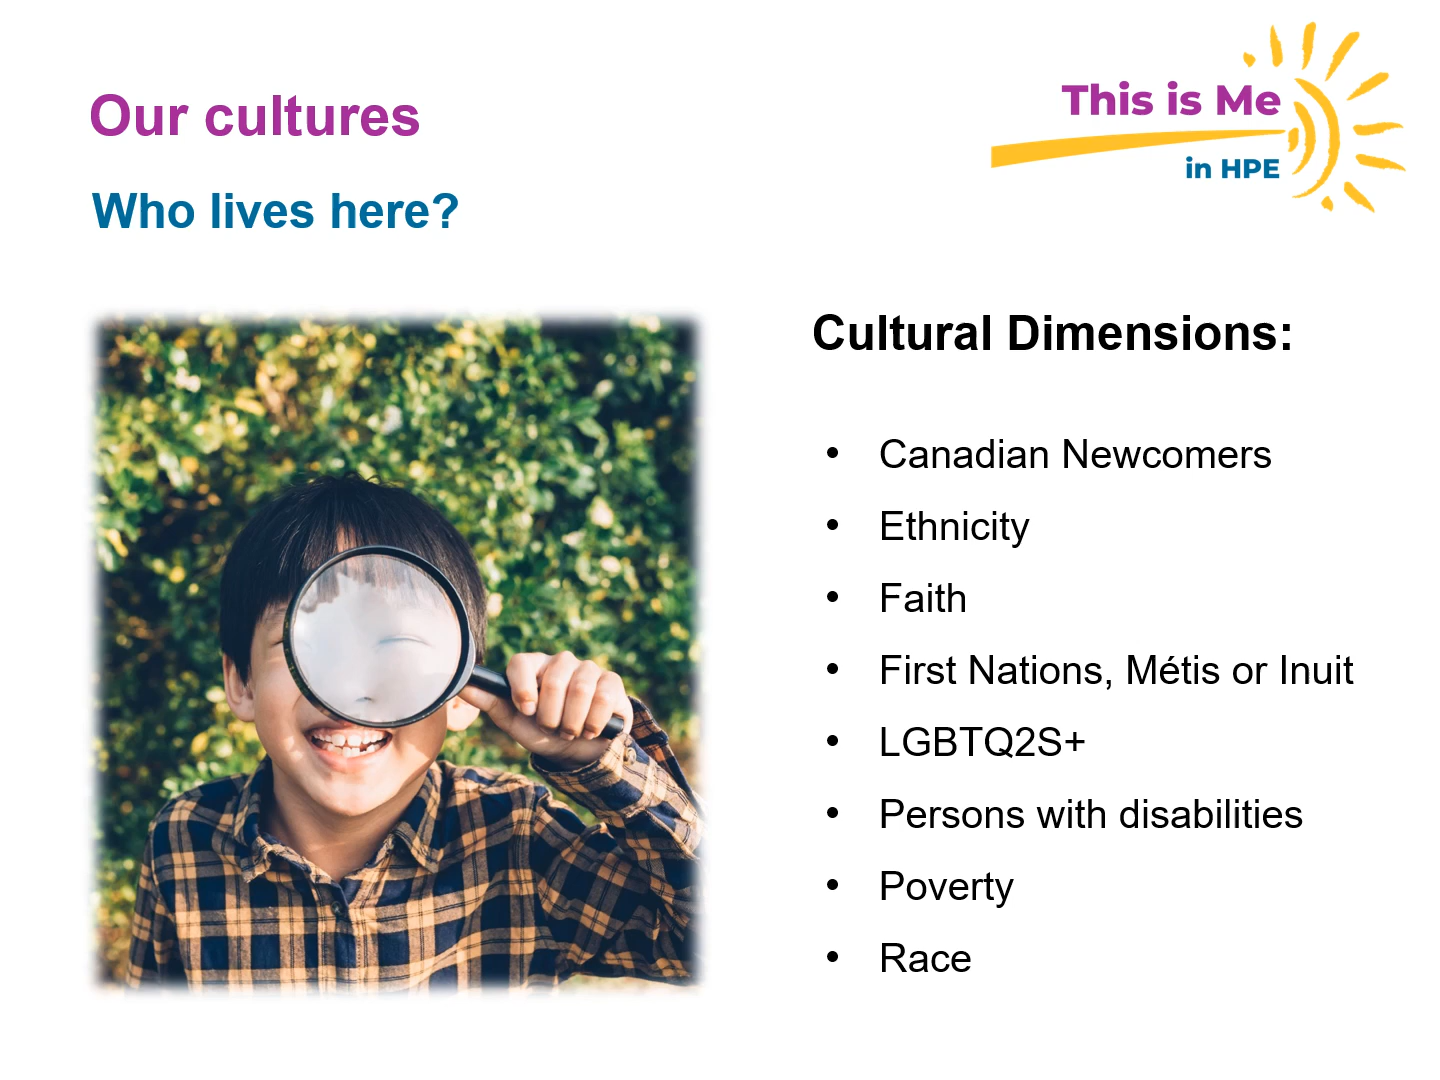 Our cultures
Who lives here?
This is Me
in HPE
Cultural Dimensions:
• Canadian Newcomers
• Ethnicity
• Faith
• First Nations, Métis or Inuit
• LGBTQ2S+
• Persons with disabilities
• Poverty
• Race